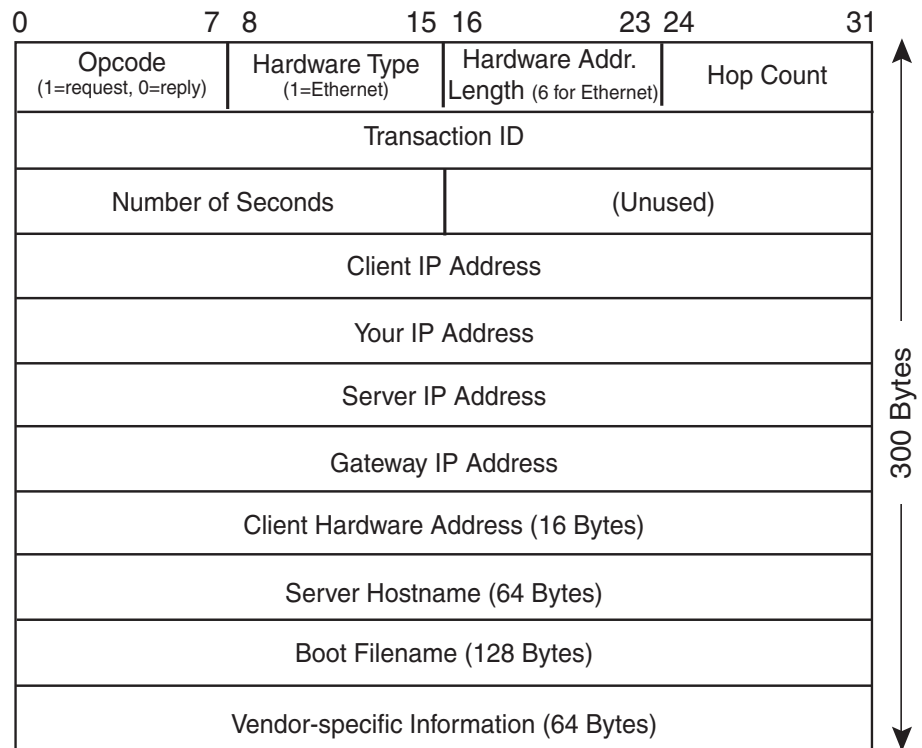 0 7 8 15 16 23 24 31
Opcode
(1=request, 0=reply)
Hardware Type
(1=Ethernet)
Hardware Addr.
Length (6 for Ethernet)
Hop Count
Transaction ID
Number of Seconds
(Unused)
Client IP Address
Your IP Address
Server IP Address
Gateway IP Address
Client Hardware Address (16 Bytes)
Server Hostname (64 Bytes)
Boot Filename (128 Bytes)
Vendor-specific Information (64 Bytes)
300 Bytes